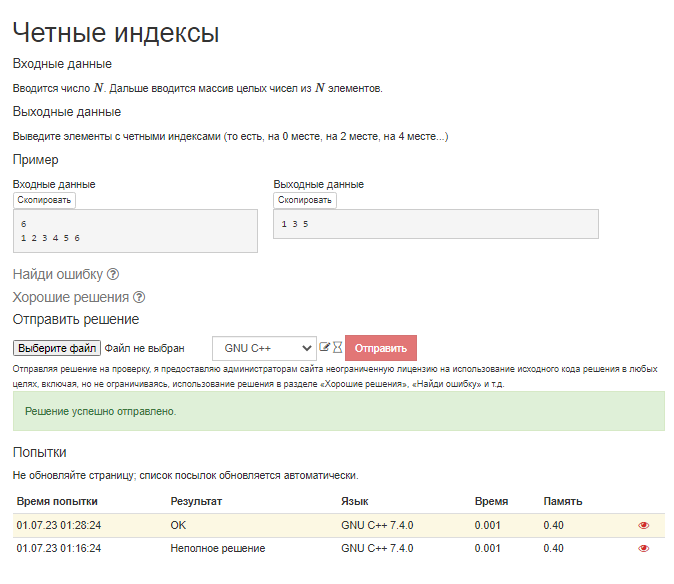 Четные индексы
Входные данные
Вводится число N. Дальше вводится массив целых чисел из N элементов.
Выходные данные
Выведите элементы с четными индексами (то есть, на 0 месте, на 2 месте, на 4 месте...)
Пример
Входные данные Выходные данные
Скопировать Скопировать
6 1 3 5
1 2 3 4 5 6
Найди ошибку ?
Хорошие решения ?
Отправить решение
Выберите файл Файл не выбран GNU C++ Отправить
Отправляя решение на проверку, я предоставляю администраторам сайта неограниченную лицензию на использование исходного кода решения в любых
целях, включая, но не ограничиваясь, использование решения в разделе «Хорошие решения», «Найди ошибку» и т.д.
Решение успешно отправлено.
Попытки
Не обновляйте страницу; список посылок обновляется автоматически.
Время попытки Результат Язык Время Память
01.07.23 01:28:24 OK GNU C++ 7.4.0 0.001 0.40
01.07.23 01:16:24 Неполное решение GNU C++ 7.4.0 0.001 0.40